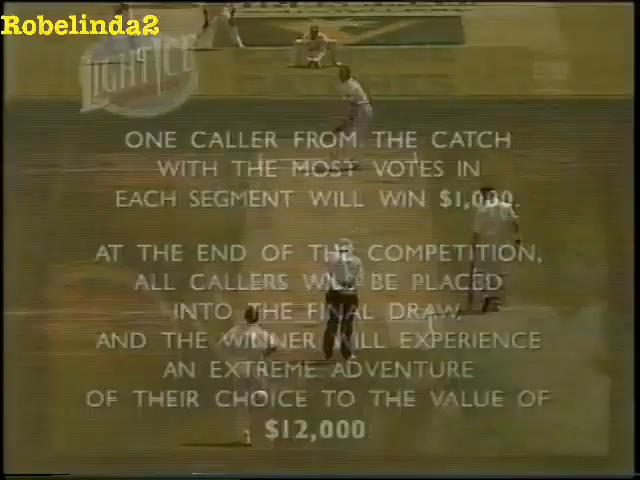 Robelinda2
LIGHT ICE
ONE CALLER FROM THE CATCH
WITH THE MOST VOTES IN
EACH SEGMENT WILL WIN $1,000.
AT THE END OF THE COMPETITION,
ALL CALLERS WILL BE PLACED
INTO THE FINAL DRAW,
AND THE WINNER WILL EXPERIENCE
AN EXTREME ADVENTURE
OF THEIR CHOICE TO THE VALUE OF
$12,000